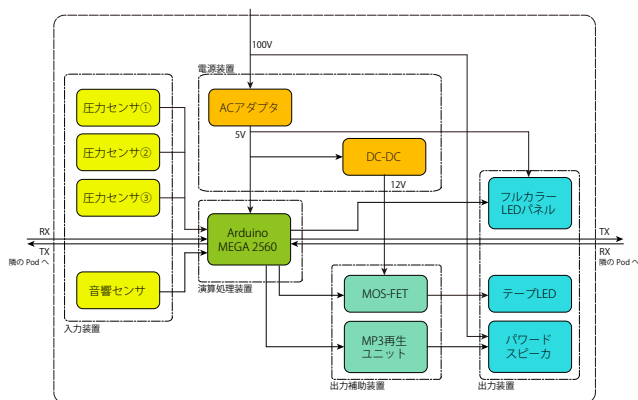 100V
電源装置
ACアダプタ
5V
DC-DC
12V
圧力センサ①
圧力センサ②
圧力センサ③
音響センサ
入力装置
RX
TX
隣の Pod へ
Arduino
MEGA 2560
演算処理装置
MOS-FET
MP3再生
ユニット
出力補助装置
フルカラー
LEDパネル
テープLED
パワード
スピーカ
出力装置
TX
RX
隣の Pod へ